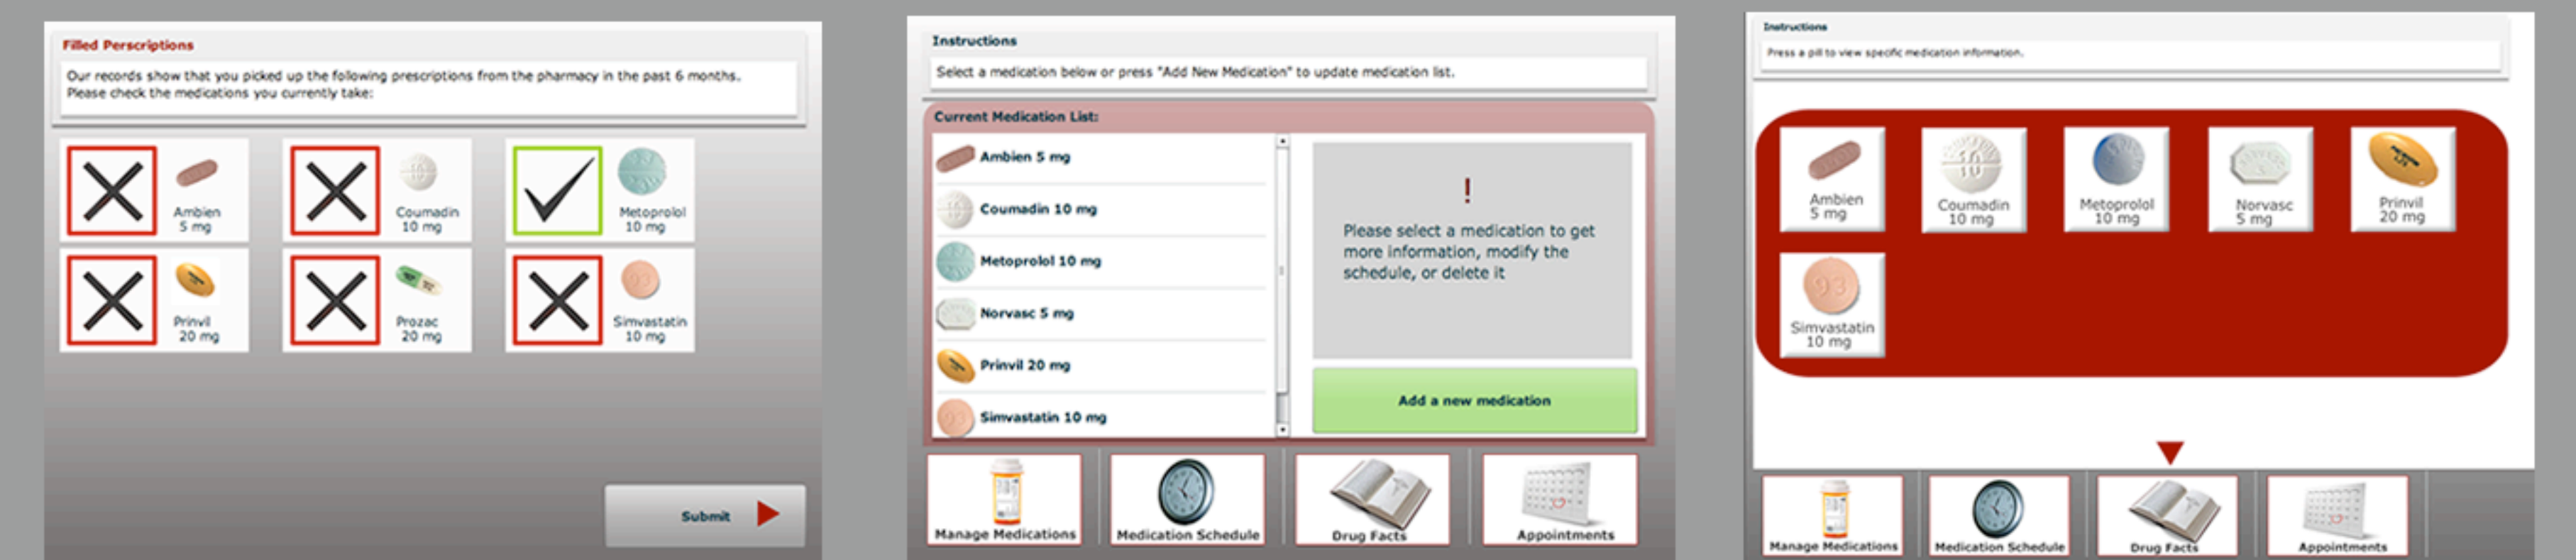 Filled Perscriptions
Our records show that you picked up the following prescriptions from the pharmacy in the past 6 months.
Please check the medications you currently take:
Ambien
5 mg
Coumadin
10 mg
Metoprolol
10 mg
Prinvil
20 mg
Prozac
20 mg
Simvastatin
10 mg
Submit
Instructions
Select a medication below or press "Add New Medication" to update medication list.
Current Medication List:
Ambien 5 mg
Coumadin 10 mg
Metoprolol 10 mg
Norvasc 5 mg
Prinvil 20 mg
Simvastatin 10 mg
!
Please select a medication to get
more information, modify the
schedule, or delete it
Add a new medication
Manage Medications
Medication Schedule
Drug Facts
Appointments
Instructions
Press a pill to view specific medication information.
Ambien
5 mg
10
Coumadin
10 mg
Metoprolol
10 mg
Norvasc
5 mg
Prinvil
20 mg
93
Simvastatin
10 mg
Manage Medications
Medication Schedule
Drug Facts
Appointments